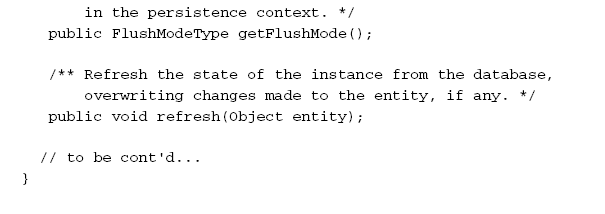 in the persistence context. */
public FlushModeType getFlushMode();
/** Refresh the state of the instance from the database,
overwriting changes made to the entity, if any. */
public void refresh(Object entity);
// to be cont'd...
}